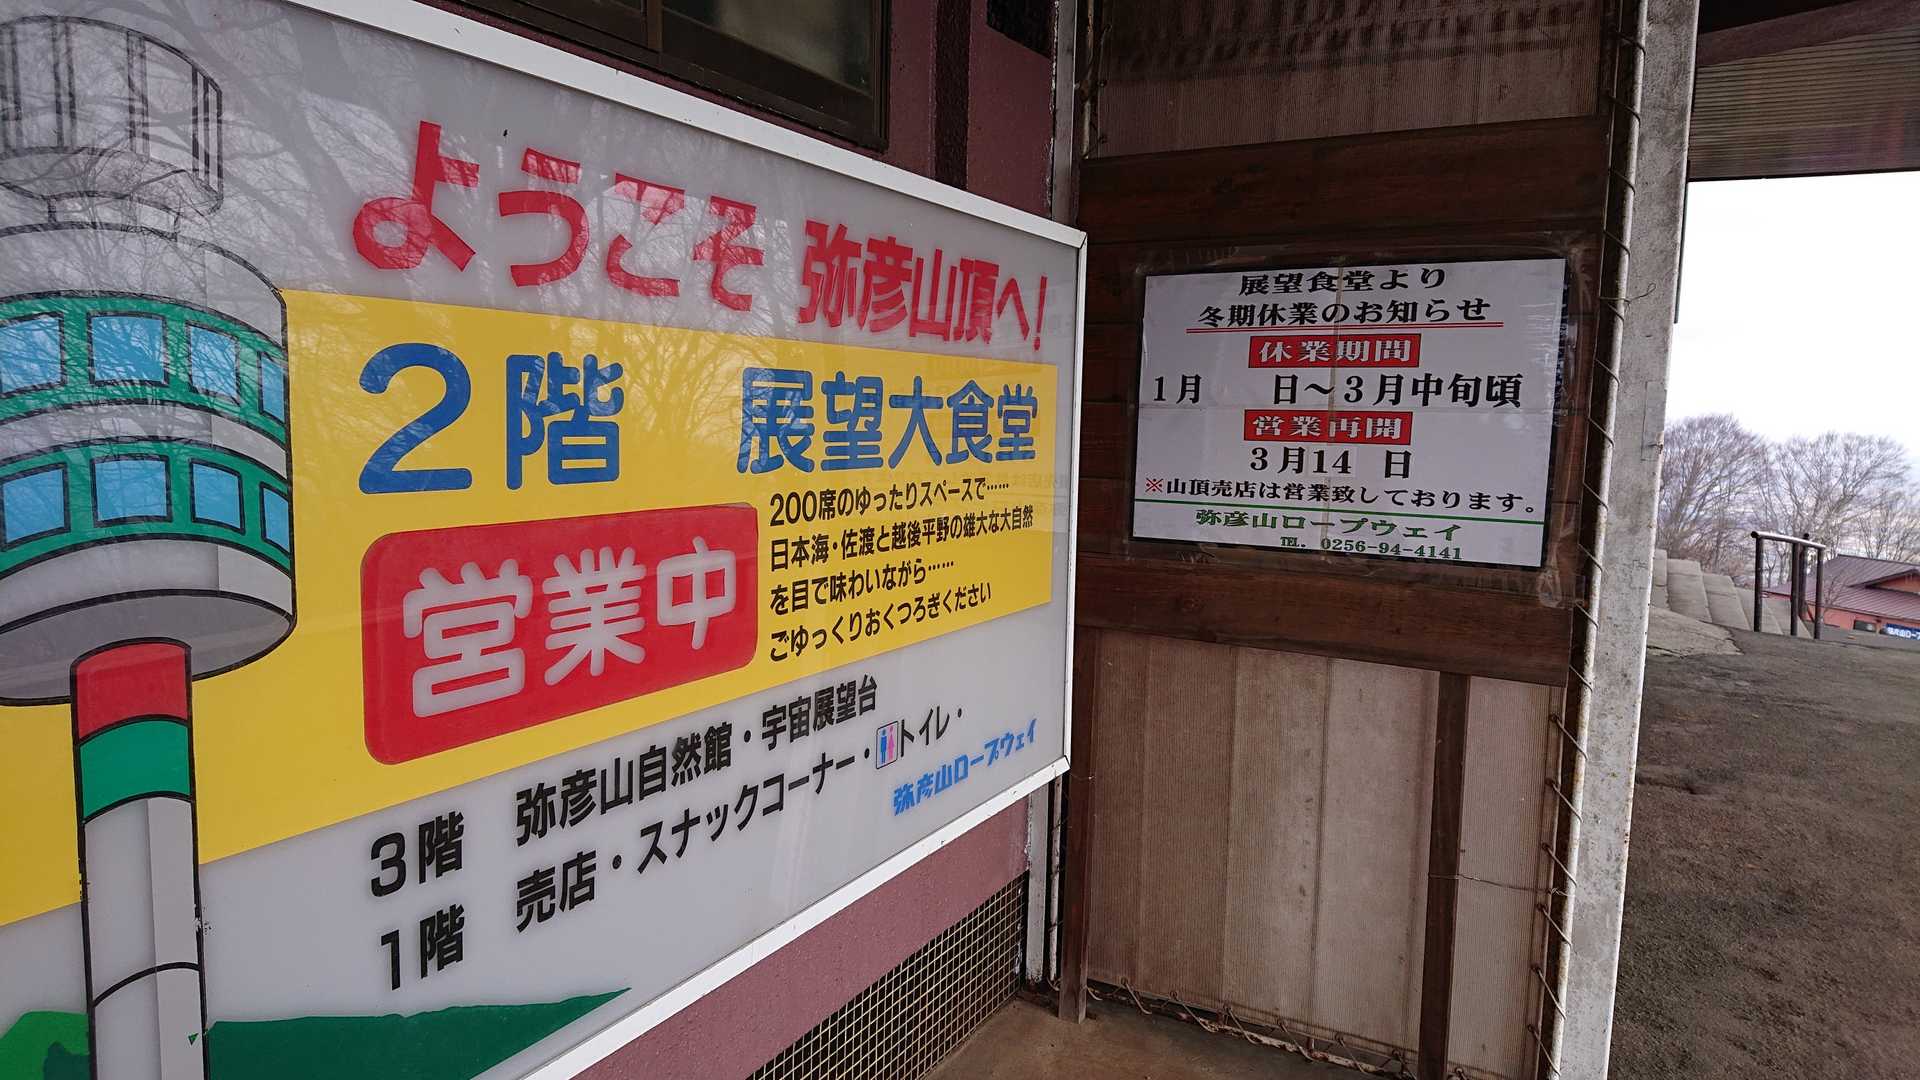 ようこそ 弥彦山頂へ!
2階 展望大食堂
営業中
200席のゆったりスペースで……
日本海・佐渡と越後平野の雄大な大自然
を目で味わいながら……
ごゆっくりおくつろぎください
3階 弥彦山自然館・宇宙展望台
1階 売店・スナックコーナー・トイレ・
弥彦山ロープウェイ
展望食堂より
冬期休業のお知らせ
休業期間
1月 日～3月中旬頃
営業再開
3月14 日
※山頂売店は営業致しております。
弥彦山ロープウェイ
TEL. 0256-94-4141